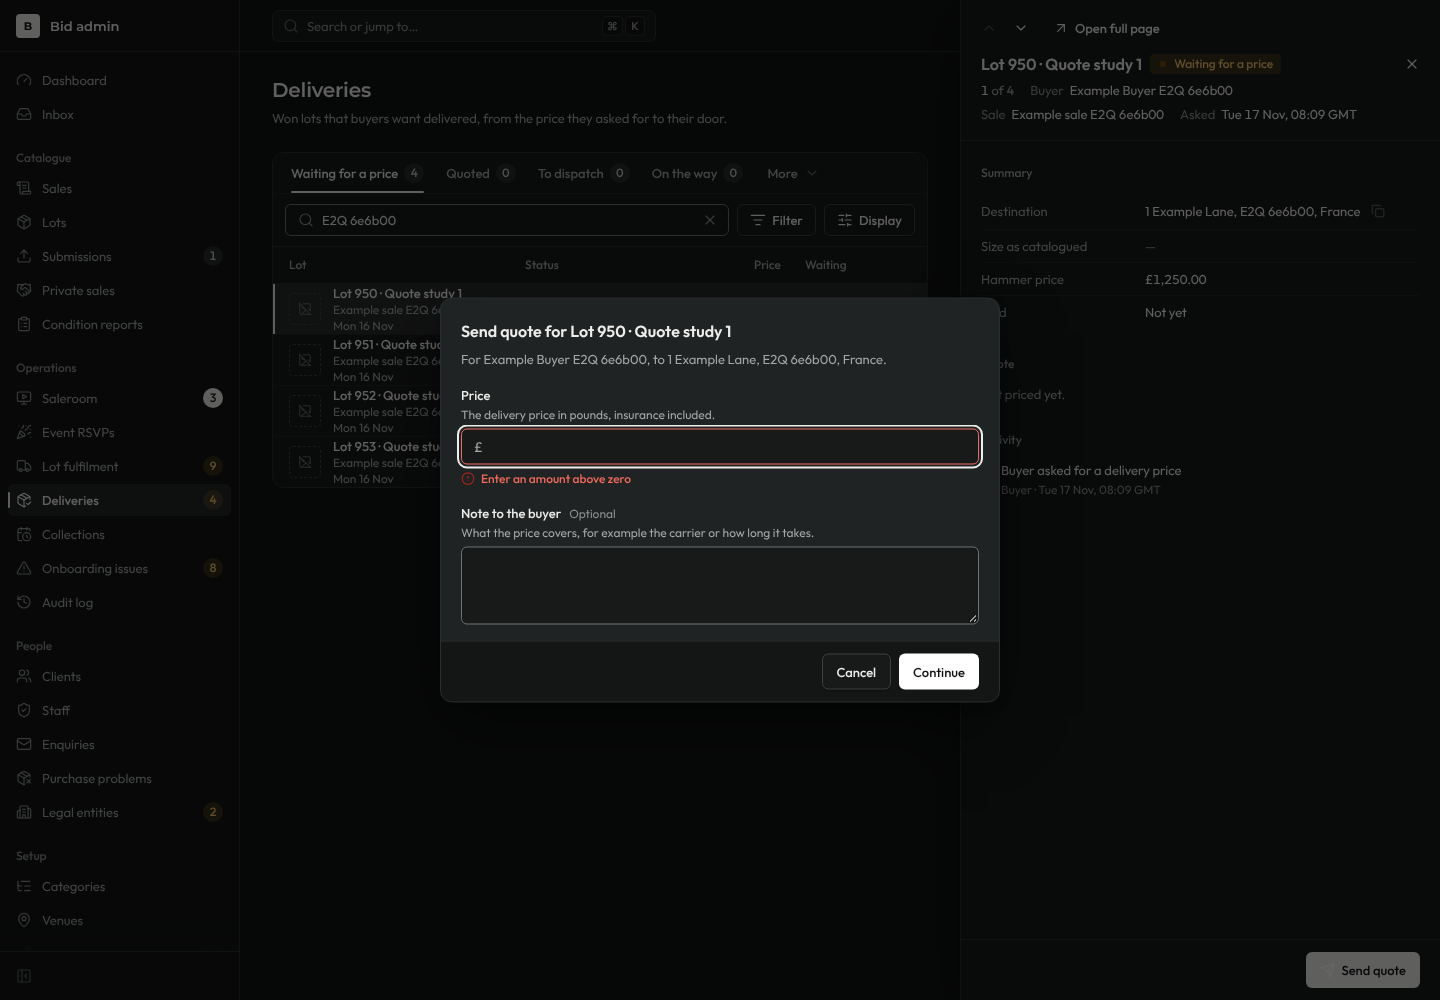 B Bid admin
Search or jump to...
⌘ K
Dashboard
Inbox
Catalogue
Sales
Lots
Submissions 1
Private sales
Condition reports
Operations
Saleroom 3
Event RSVPs
Lot fulfilment 9
Deliveries 4
Collections
Onboarding issues 8
Audit log
People
Clients
Staff
Enquiries
Purchase problems
Legal entities 2
Setup
Categories
Venues
Deliveries
Won lots that buyers want delivered, from the price they asked for to their door.
Waiting for a price 4 Quoted 0 To dispatch 0 On the way 0 More
E2Q 6e6b00
Filter
Display
Lot Status Price Waiting
Lot 950 · Quote study 1
Example sale E2Q 6e
Mon 16 Nov
Lot 951 · Quote stu
Example sale E2Q 6e
Mon 16 Nov
Lot 952 · Quote stu
Example sale E2Q 6e
Mon 16 Nov
Lot 953 · Quote stu
Example sale E2Q 6e
Mon 16 Nov
Send quote for Lot 950 · Quote study 1
For Example Buyer E2Q 6e6b00, to 1 Example Lane, E2Q 6e6b00, France.
Price
The delivery price in pounds, insurance included.
£
Enter an amount above zero
Note to the buyer Optional
What the price covers, for example the carrier or how long it takes.
Cancel
Continue
Open full page
Lot 950 · Quote study 1 Waiting for a price
1 of 4 Buyer Example Buyer E2Q 6e6b00
Sale Example sale E2Q 6e6b00 Asked Tue 17 Nov, 08:09 GMT
Summary
Destination 1 Example Lane, E2Q 6e6b00, France
Size as catalogued —
Hammer price £1,250.00
d Not yet
ote
priced yet.
ivity
Buyer asked for a delivery price
Buyer · Tue 17 Nov, 08:09 GMT
Send quote